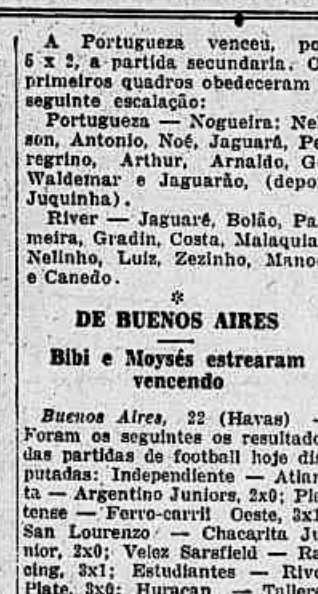 A Portugueza venceu, po
6 x 2, a partida secundaria. O
primeiros quadros obedeceram
seguinte escalação:
Portugueza — Nogueira; Nel
son, Antonio, Noé, Jaguará, Pe
regrino, Arthur, Arnaldo, G
Waldemar e Jaguarão, (depo
Juquinha).
River — Jaguaré, Bolão, Pal
meira, Gradin, Costa, Malaquia
Nelinho, Luiz, Zezinho, Mano
e Canedo.
*
DE BUENOS AIRES
Bibi e Moysés estrearam
vencendo
Buenos Aires, 22 (Havas) —
Foram os seguintes os resultado
das partidas de football hoje dis
putadas: Independiente — Atlan
ta — Argentino Juniors, 2x0; Pla
tense — Ferro-carril Oeste, 3x1
San Lourenzo — Chacarita Ju
nior, 2x0; Velez Sarsfield — Ra
cing, 3x1; Estudiantes — Rive
Plate, 3x0; Huracan — Tallere